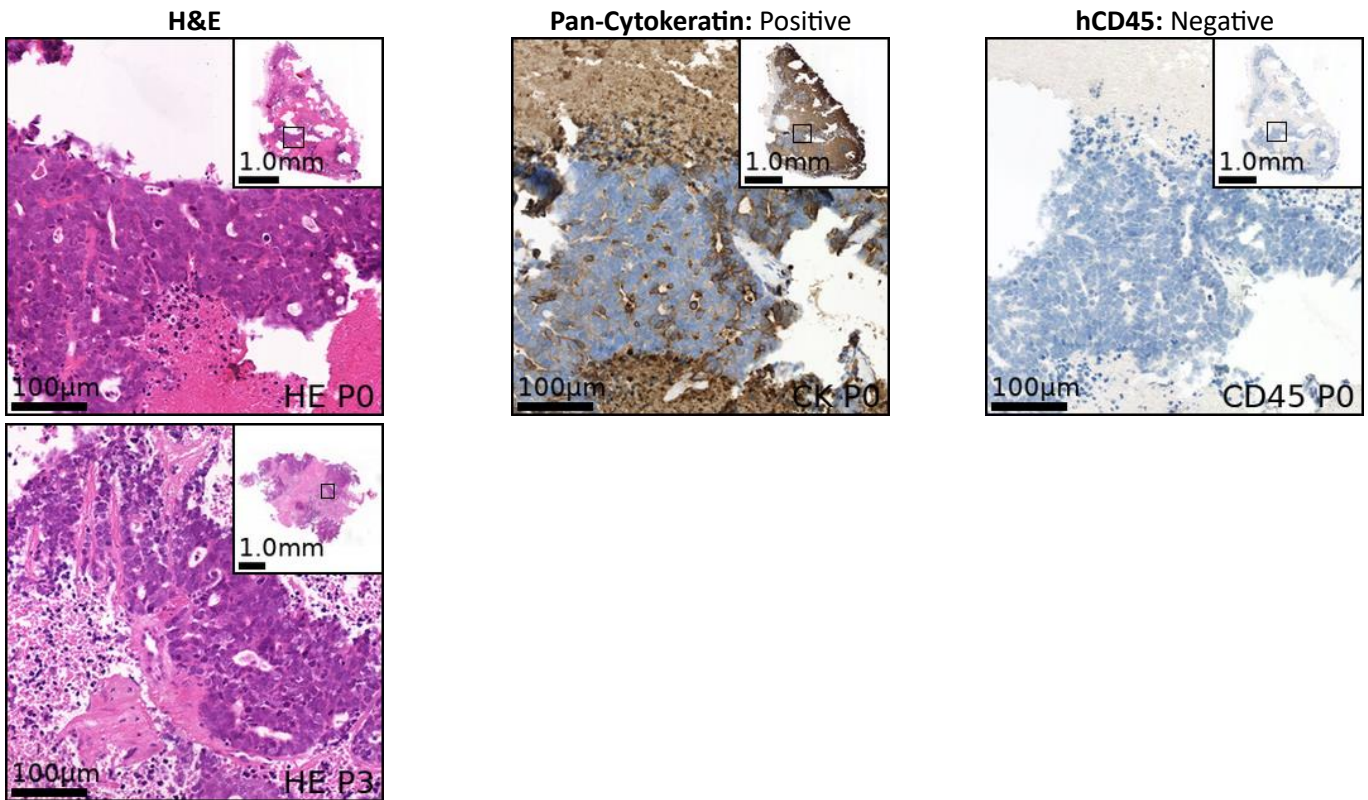 H&E
Pan-Cytokeratin: Positive
hCD45: Negative
1.0mm
100µm
HE P0
1.0mm
100µm
CK P0
1.0mm
100µm
CD45 P0
1.0mm
100µm
HE P3